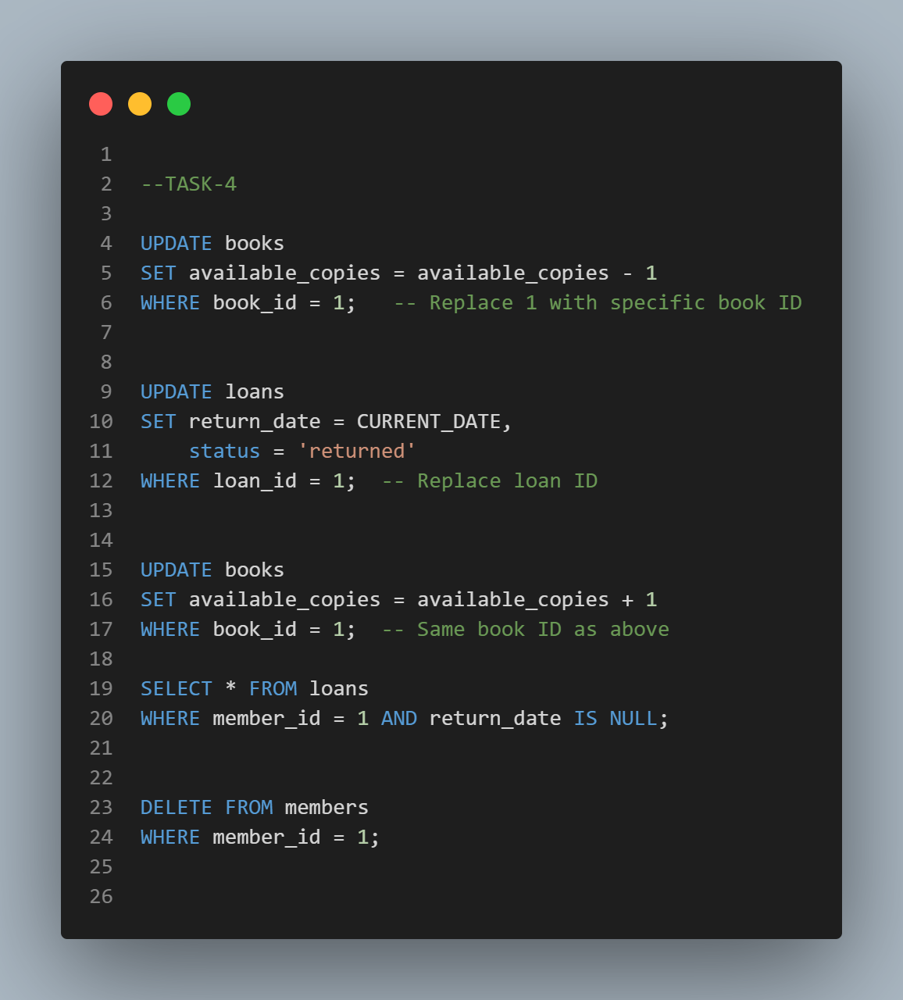 1
2 --TASK-4
3
4 UPDATE books
5 SET available_copies = available_copies - 1
6 WHERE book_id = 1;   -- Replace 1 with specific book ID
7
8
9 UPDATE loans
10 SET return_date = CURRENT_DATE,
11     status = 'returned'
12 WHERE loan_id = 1;  -- Replace loan ID
13
14
15 UPDATE books
16 SET available_copies = available_copies + 1
17 WHERE book_id = 1;  -- Same book ID as above
18
19 SELECT * FROM loans
20 WHERE member_id = 1 AND return_date IS NULL;
21
22
23 DELETE FROM members
24 WHERE member_id = 1;
25
26